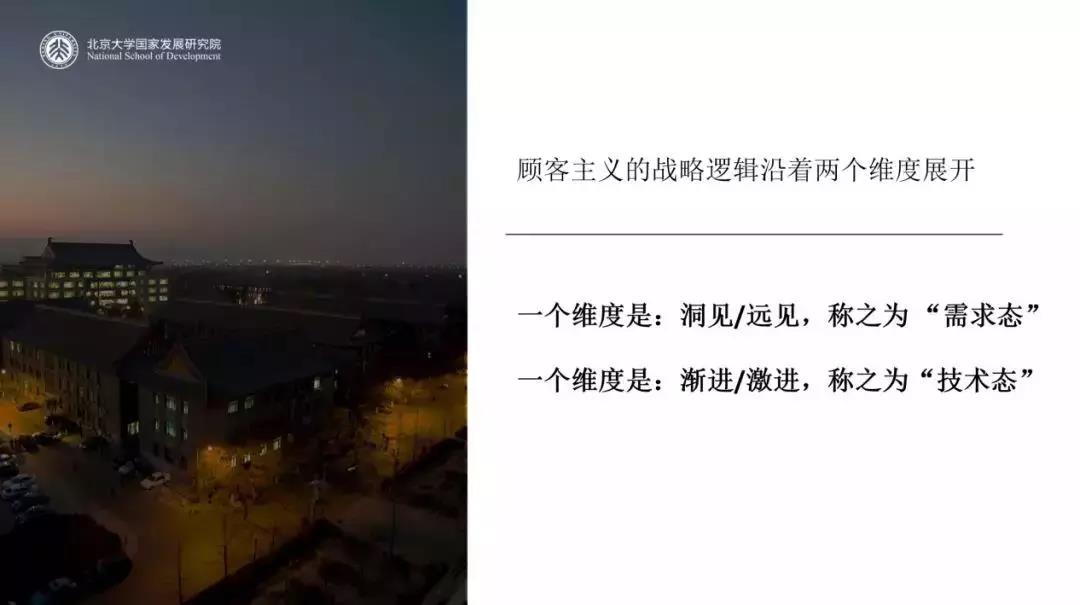 北京大学国家发展研究院
National School of Development
顾客主义的战略逻辑沿着两个维度展开
一个维度是：洞见/远见，称之为 “需求态”
一个维度是：渐进/激进，称之为“技术态”